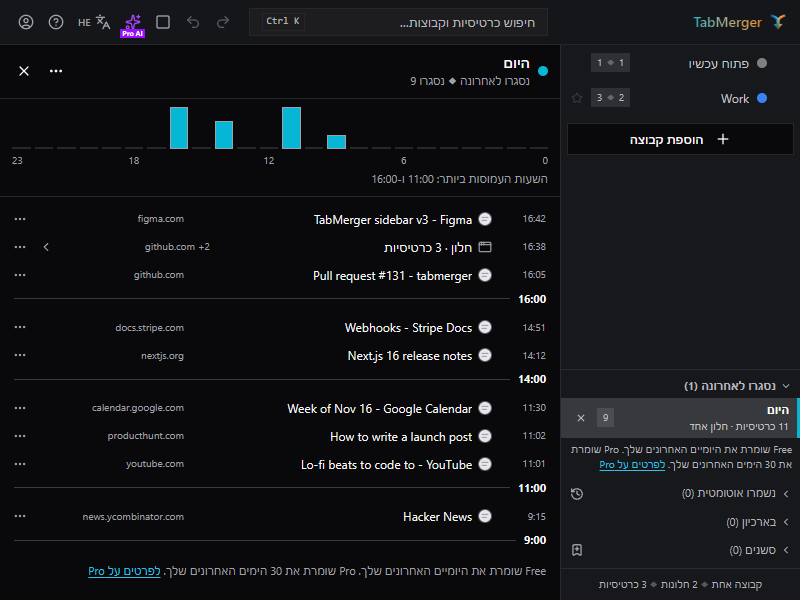 TabMerger
חיפוש כרטיסיות וקבוצות...
Ctrl K
HE
Pro AI
פתוח עכשיו
1 ◆ 1
Work
2 ◆ 3
הוספת קבוצה
נסגרו לאחרונה (1)
היום
11 כרטיסיות · חלון אחד
9
Free שומרת את היומיים האחרונים שלך. Pro שומרת
את 30 הימים האחרונים שלך. לפרטים על Pro
נשמרו אוטומטית (0)
בארכיון (0)
סשנים (0)
קבוצה אחת ◆ 2 חלונות ◆ 3 כרטיסיות
היום
נסגרו לאחרונה ◆ נסגרו 9
0
6
12
18
23
השעות העמוסות ביותר: 11:00 ו-16:00
16:42 TabMerger sidebar v3 - Figma figma.com
16:38 חלון · 3 כרטיסיות github.com +2
16:05 Pull request #131 - tabmerger github.com
16:00
14:51 Webhooks - Stripe Docs docs.stripe.com
14:12 Next.js 16 release notes nextjs.org
14:00
11:30 Week of Nov 16 - Google Calendar calendar.google.com
11:02 How to write a launch post producthunt.com
11:01 Lo-fi beats to code to - YouTube youtube.com
11:00
9:15 Hacker News news.ycombinator.com
9:00
Free שומרת את היומיים האחרונים שלך. Pro שומרת את 30 הימים האחרונים שלך. לפרטים על Pro